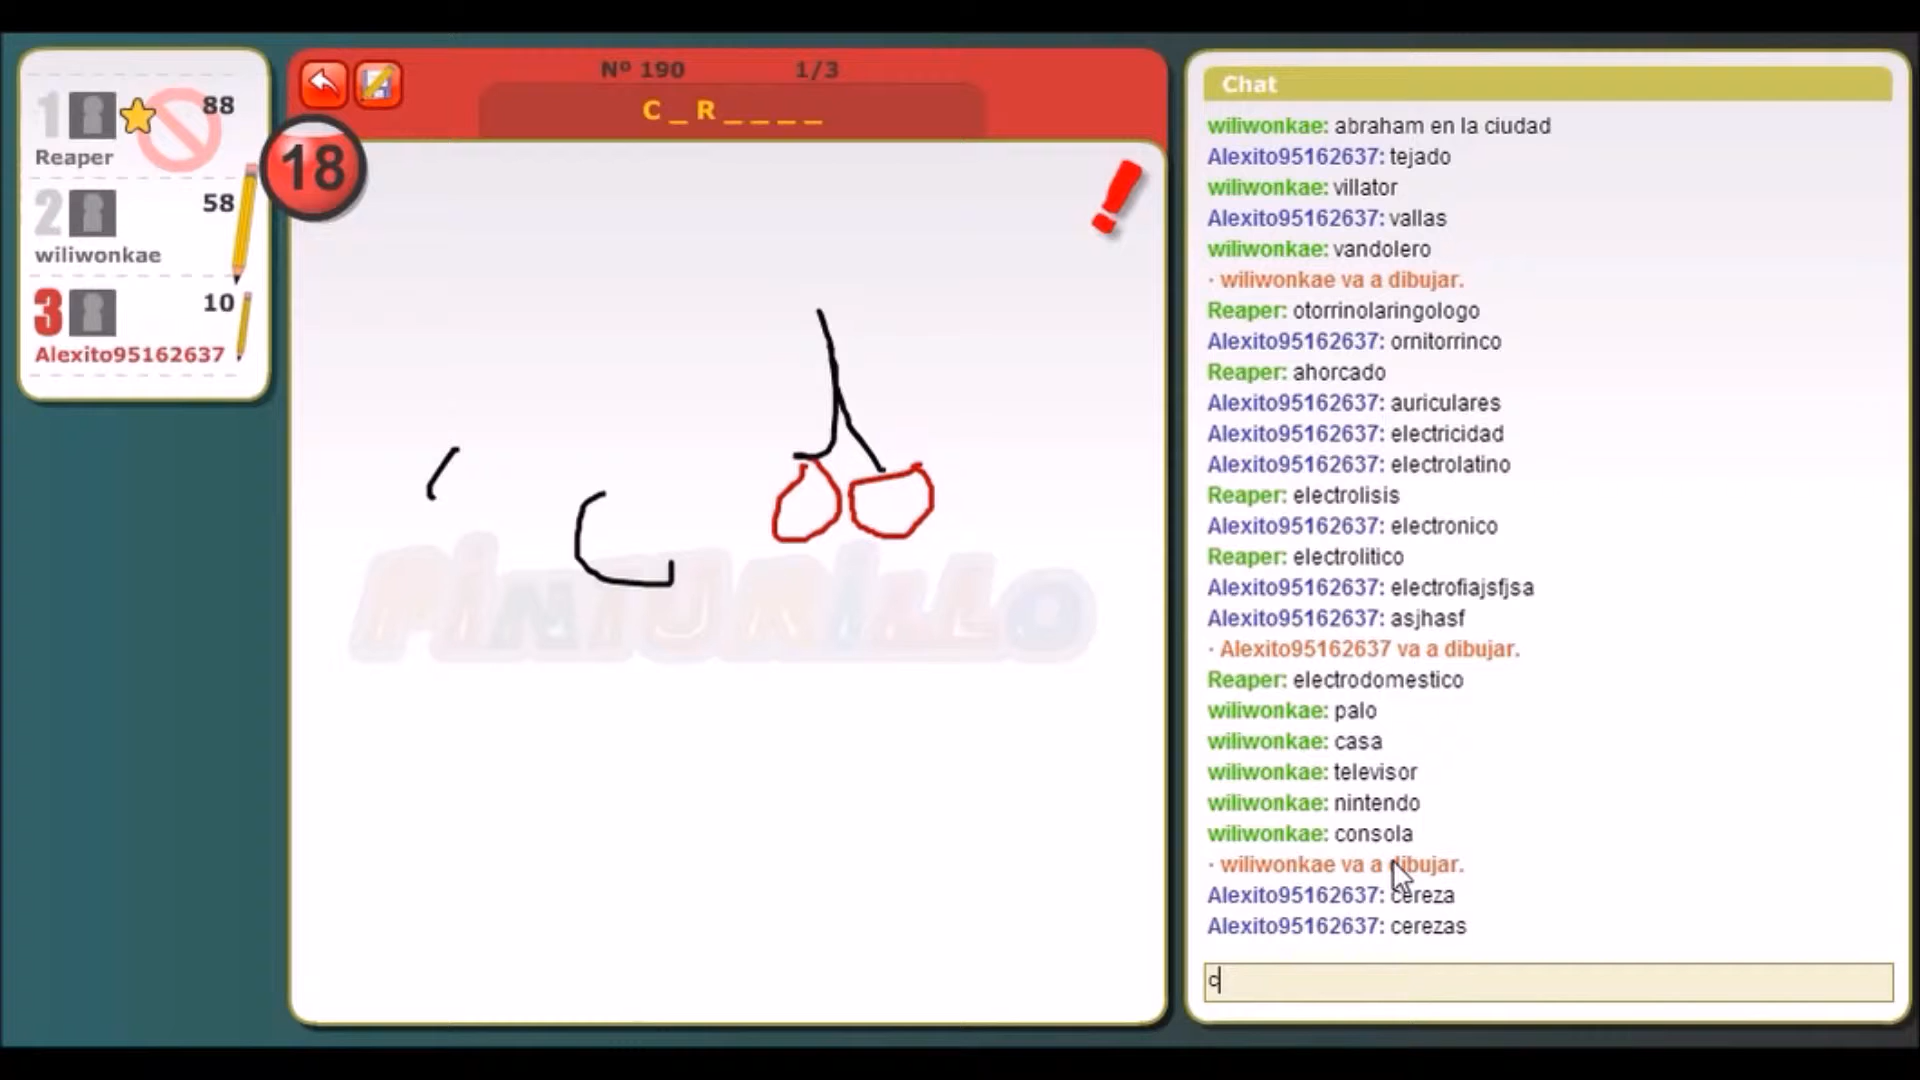 1 88
Reaper
2 58
wiliwonkae
3 10
Alexito95162637
18
Nº 190 1/3
C _ R _ _ _ _
PINTURILLO
Chat
wiliwonkae: abraham en la ciudad
Alexito95162637: tejado
wiliwonkae: villator
Alexito95162637: vallas
wiliwonkae: vandolero
· wiliwonkae va a dibujar.
Reaper: otorrinolaringologo
Alexito95162637: ornitorrinco
Reaper: ahorcado
Alexito95162637: auriculares
Alexito95162637: electricidad
Alexito95162637: electrolatino
Reaper: electrolisis
Alexito95162637: electronico
Reaper: electrolitico
Alexito95162637: electrofiajsfjsa
Alexito95162637: asjhasf
· Alexito95162637 va a dibujar.
Reaper: electrodomestico
wiliwonkae: palo
wiliwonkae: casa
wiliwonkae: televisor
wiliwonkae: nintendo
wiliwonkae: consola
· wiliwonkae va a dibujar.
Alexito95162637: cereza
Alexito95162637: cerezas
c